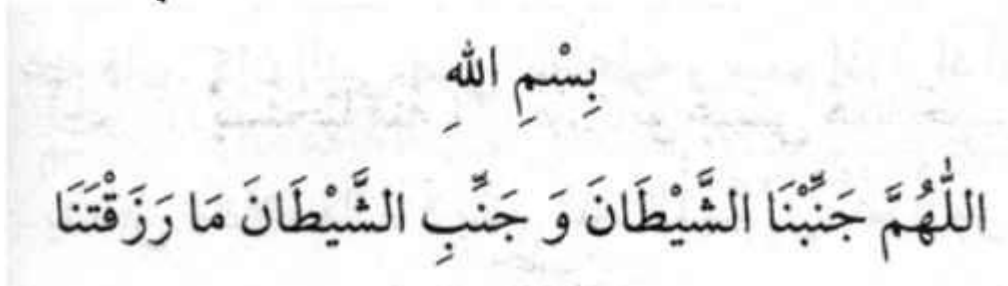 بِسْمِ اللهِ
اللّٰهُمَّ جَنِّبْنَا الشَّيْطَانَ وَ جَنِّبِ الشَّيْطَانَ مَا رَزَقْتَنَا